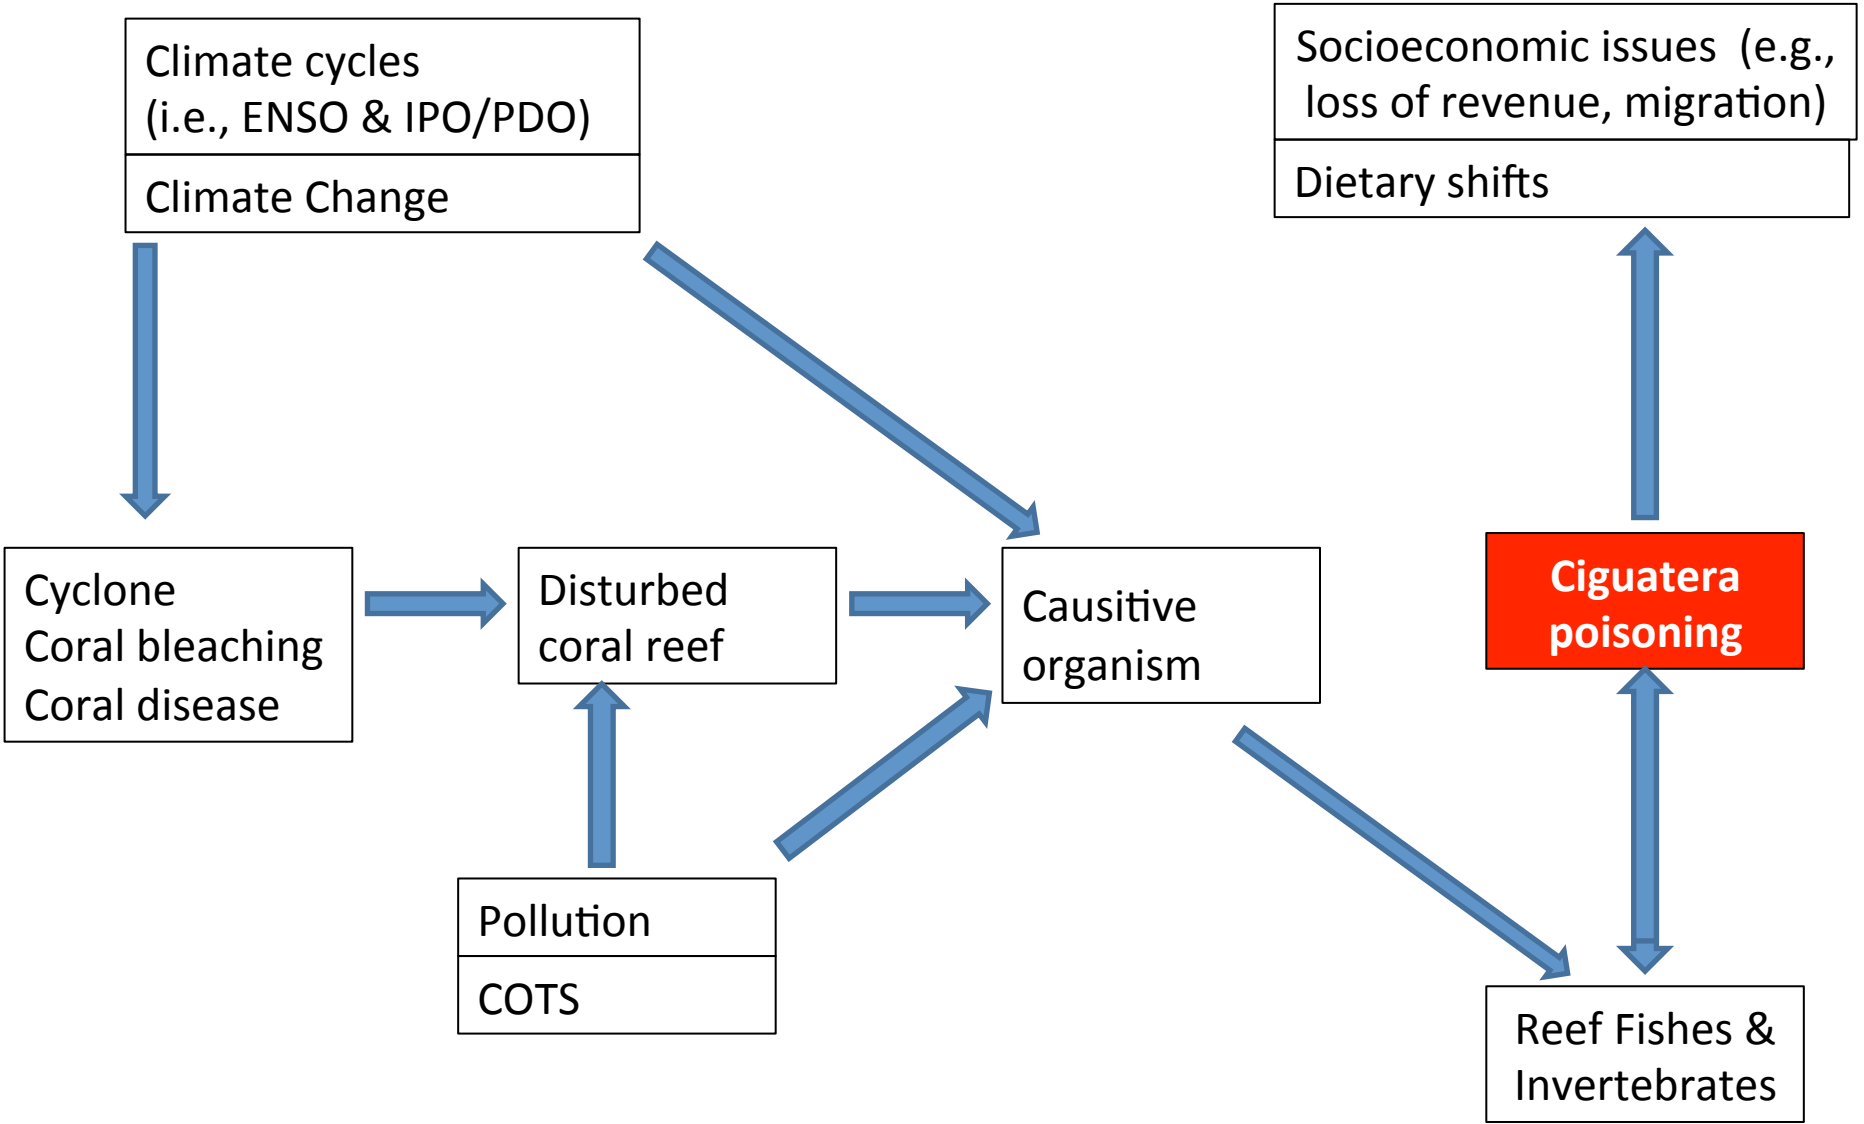 Climate cycles
(i.e., ENSO & IPO/PDO)
Climate Change
Socioeconomic issues (e.g.,
loss of revenue, migration)
Dietary shifts
Cyclone
Coral bleaching
Coral disease
Disturbed
coral reef
Causitive
organism
Ciguatera
poisoning
Pollution
COTS
Reef Fishes &
Invertebrates